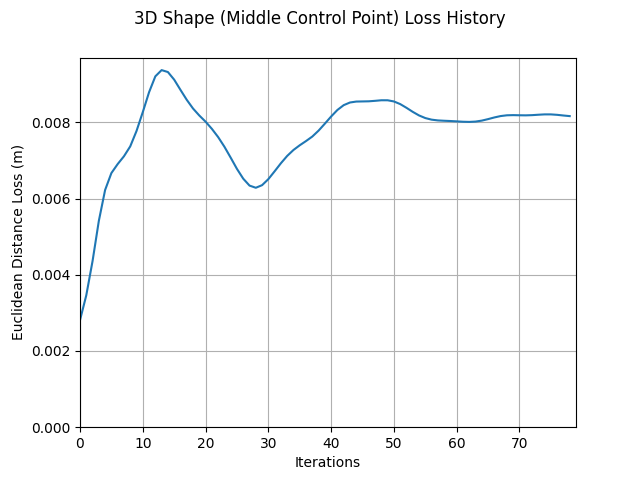 3D Shape (Middle Control Point) Loss History
0.008
0.006
0.004
0.002
0.000
Euclidean Distance Loss (m)
0 10 20 30 40 50 60 70
Iterations